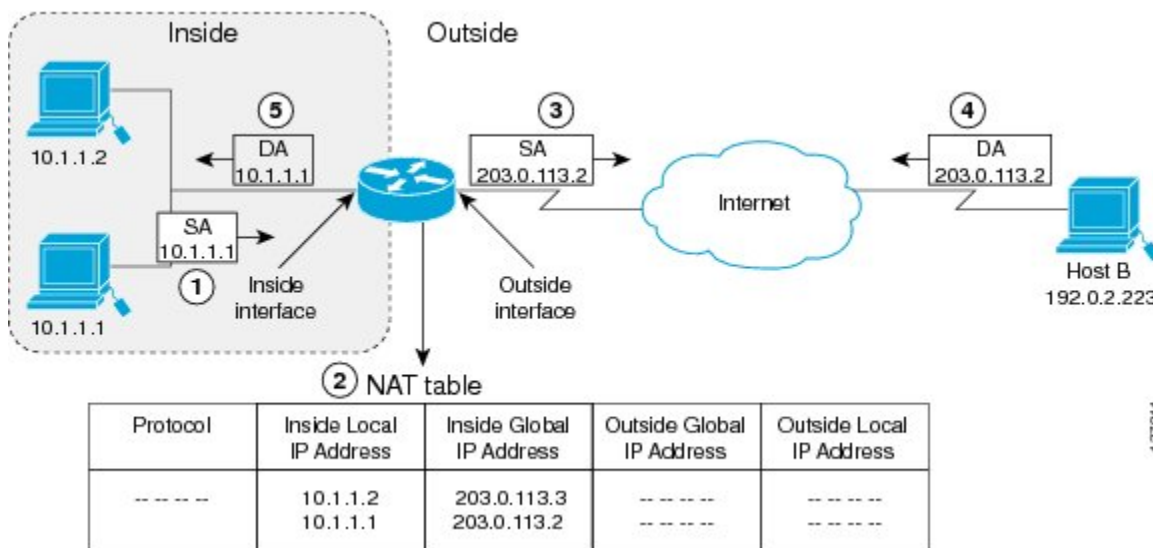 Inside
Outside
5
3
4
DA
10.1.1.1
SA
203.0.113.2
DA
203.0.113.2
10.1.1.2
Internet
SA
10.1.1.1
1
Inside
interface
Outside
interface
Host B
192.0.2.223
10.1.1.1
2 NAT table
Protocol
Inside Local
IP Address
Inside Global
IP Address
Outside Global
IP Address
Outside Local
IP Address
-- -- -- -- 10.1.1.2 203.0.113.3 -- -- -- -- -- -- -- --
10.1.1.1 203.0.113.2 -- -- -- -- -- -- -- --